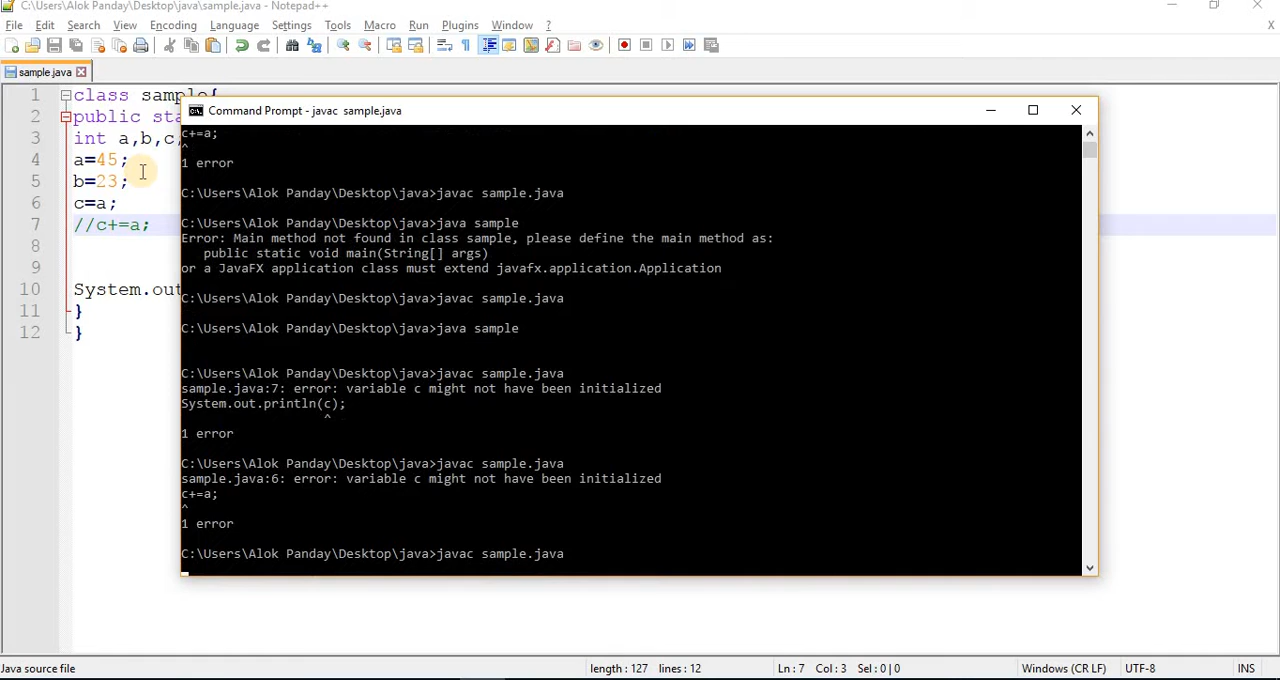 C:\Users\Alok Panday\Desktop\java\sample.java - Notepad++
File Edit Search View Encoding Language Settings Tools Macro Run Plugins Window ?
X
sample.java
1 class sample{
2 public sta
3 int a,b,c,
4 a=45;
5 b=23;
6 c=a;
7 //c+=a;
8
9
10 System.out
11 }
12 }
Command Prompt - javac  sample.java
c+=a;
^
1 error
C:\Users\Alok Panday\Desktop\java>javac sample.java
C:\Users\Alok Panday\Desktop\java>java sample
Error: Main method not found in class sample, please define the main method as:
public static void main(String[] args)
or a JavaFX application class must extend javafx.application.Application
C:\Users\Alok Panday\Desktop\java>javac sample.java
C:\Users\Alok Panday\Desktop\java>java sample
C:\Users\Alok Panday\Desktop\java>javac sample.java
sample.java:7: error: variable c might not have been initialized
System.out.println(c);
^
1 error
C:\Users\Alok Panday\Desktop\java>javac sample.java
sample.java:6: error: variable c might not have been initialized
c+=a;
^
1 error
C:\Users\Alok Panday\Desktop\java>javac sample.java
Java source file length : 127 lines : 12 Ln : 7 Col : 3 Sel : 0 | 0 Windows (CR LF) UTF-8 INS